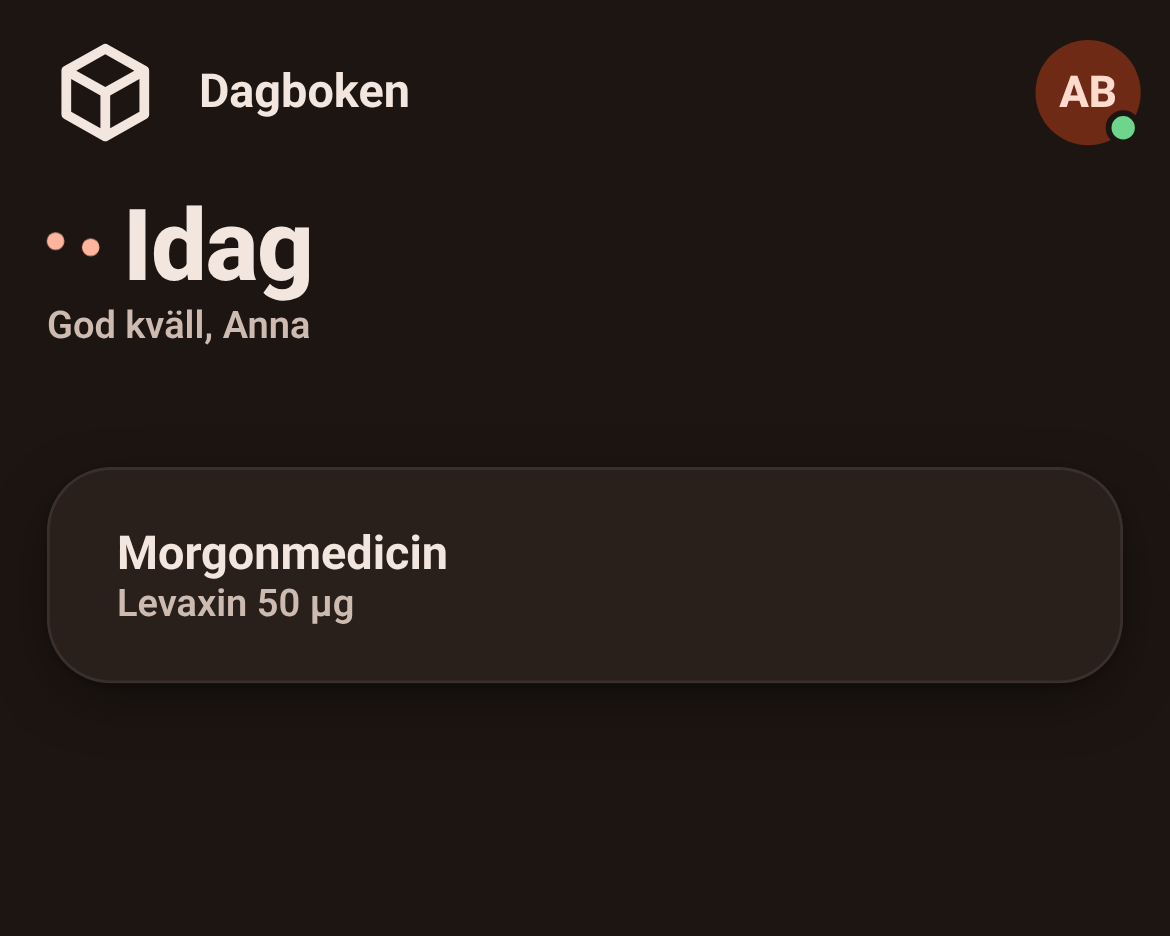 Dagboken
AB
Idag
God kväll, Anna
Morgonmedicin
Levaxin 50 µg